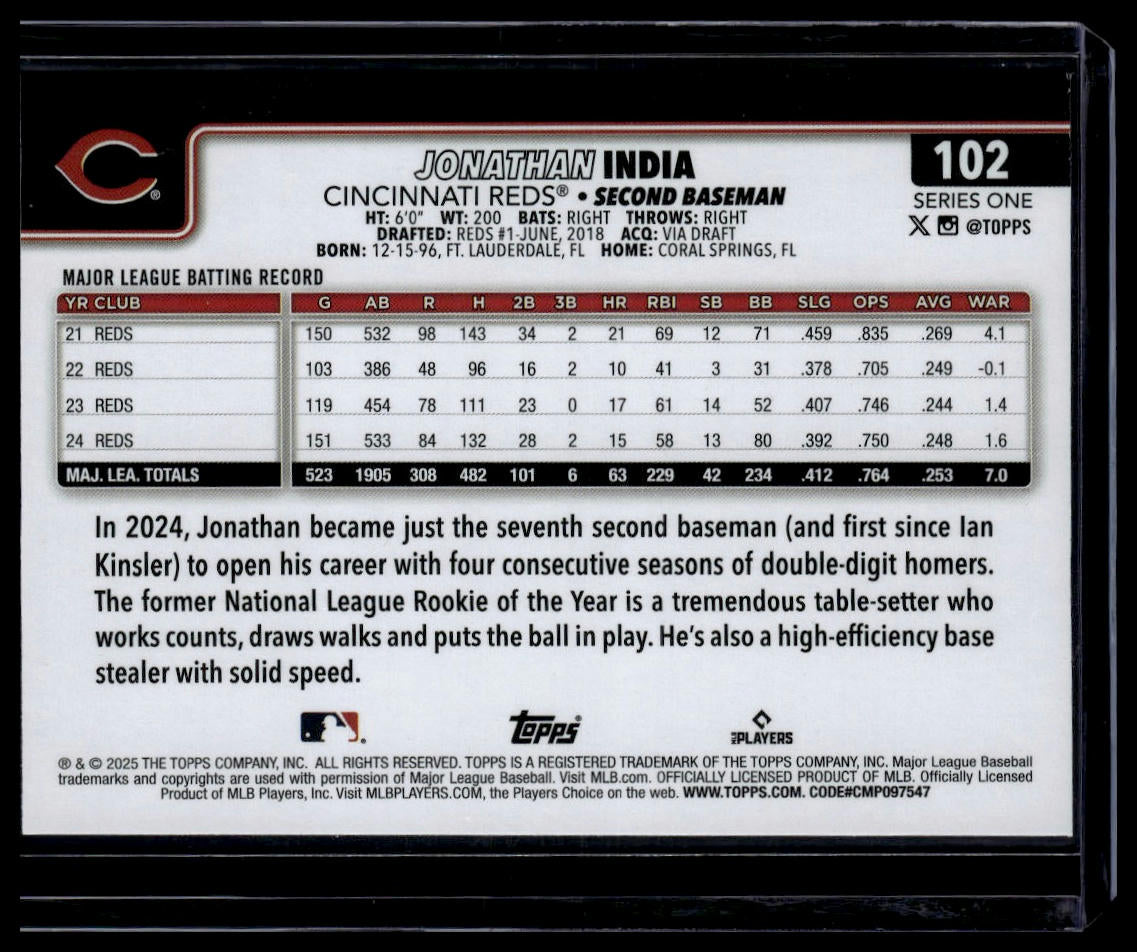 102
JONATHAN INDIA
CINCINNATI REDS® • SECOND BASEMAN
SERIES ONE
HT: 6'0" WT: 200 BATS: RIGHT THROWS: RIGHT
@TOPPS
DRAFTED: REDS #1-JUNE, 2018 ACQ: VIA DRAFT
BORN: 12-15-96, FT. LAUDERDALE, FL HOME: CORAL SPRINGS, FL
MAJOR LEAGUE BATTING RECORD
YR CLUB G AB R H 2B 3B HR RBI SB BB SLG OPS AVG WAR
21 REDS 150 532 98 143 34 2 21 69 12 71 .459 .835 .269 4.1
22 REDS 103 386 48 96 16 2 10 41 3 31 .378 .705 .249 -0.1
23 REDS 119 454 78 111 23 0 17 61 14 52 .407 .746 .244 1.4
24 REDS 151 533 84 132 28 2 15 58 13 80 .392 .750 .248 1.6
MAJ. LEA. TOTALS 523 1905 308 482 101 6 63 229 42 234 .412 .764 .253 7.0
In 2024, Jonathan became just the seventh second baseman (and first since Ian
Kinsler) to open his career with four consecutive seasons of double-digit homers.
The former National League Rookie of the Year is a tremendous table-setter who
works counts, draws walks and puts the ball in play. He's also a high-efficiency base
stealer with solid speed.
topps® MLB PLAYERS
® & © 2025 THE TOPPS COMPANY, INC. ALL RIGHTS RESERVED. TOPPS IS A REGISTERED TRADEMARK OF THE TOPPS COMPANY, INC. Major League Baseball
trademarks and copyrights are used with permission of Major League Baseball. Visit MLB.com. OFFICIALLY LICENSED PRODUCT OF MLB. Officially Licensed
Product of MLB Players, Inc. Visit MLBPLAYERS.COM, the Players Choice on the web. WWW.TOPPS.COM. CODE#CMP097547